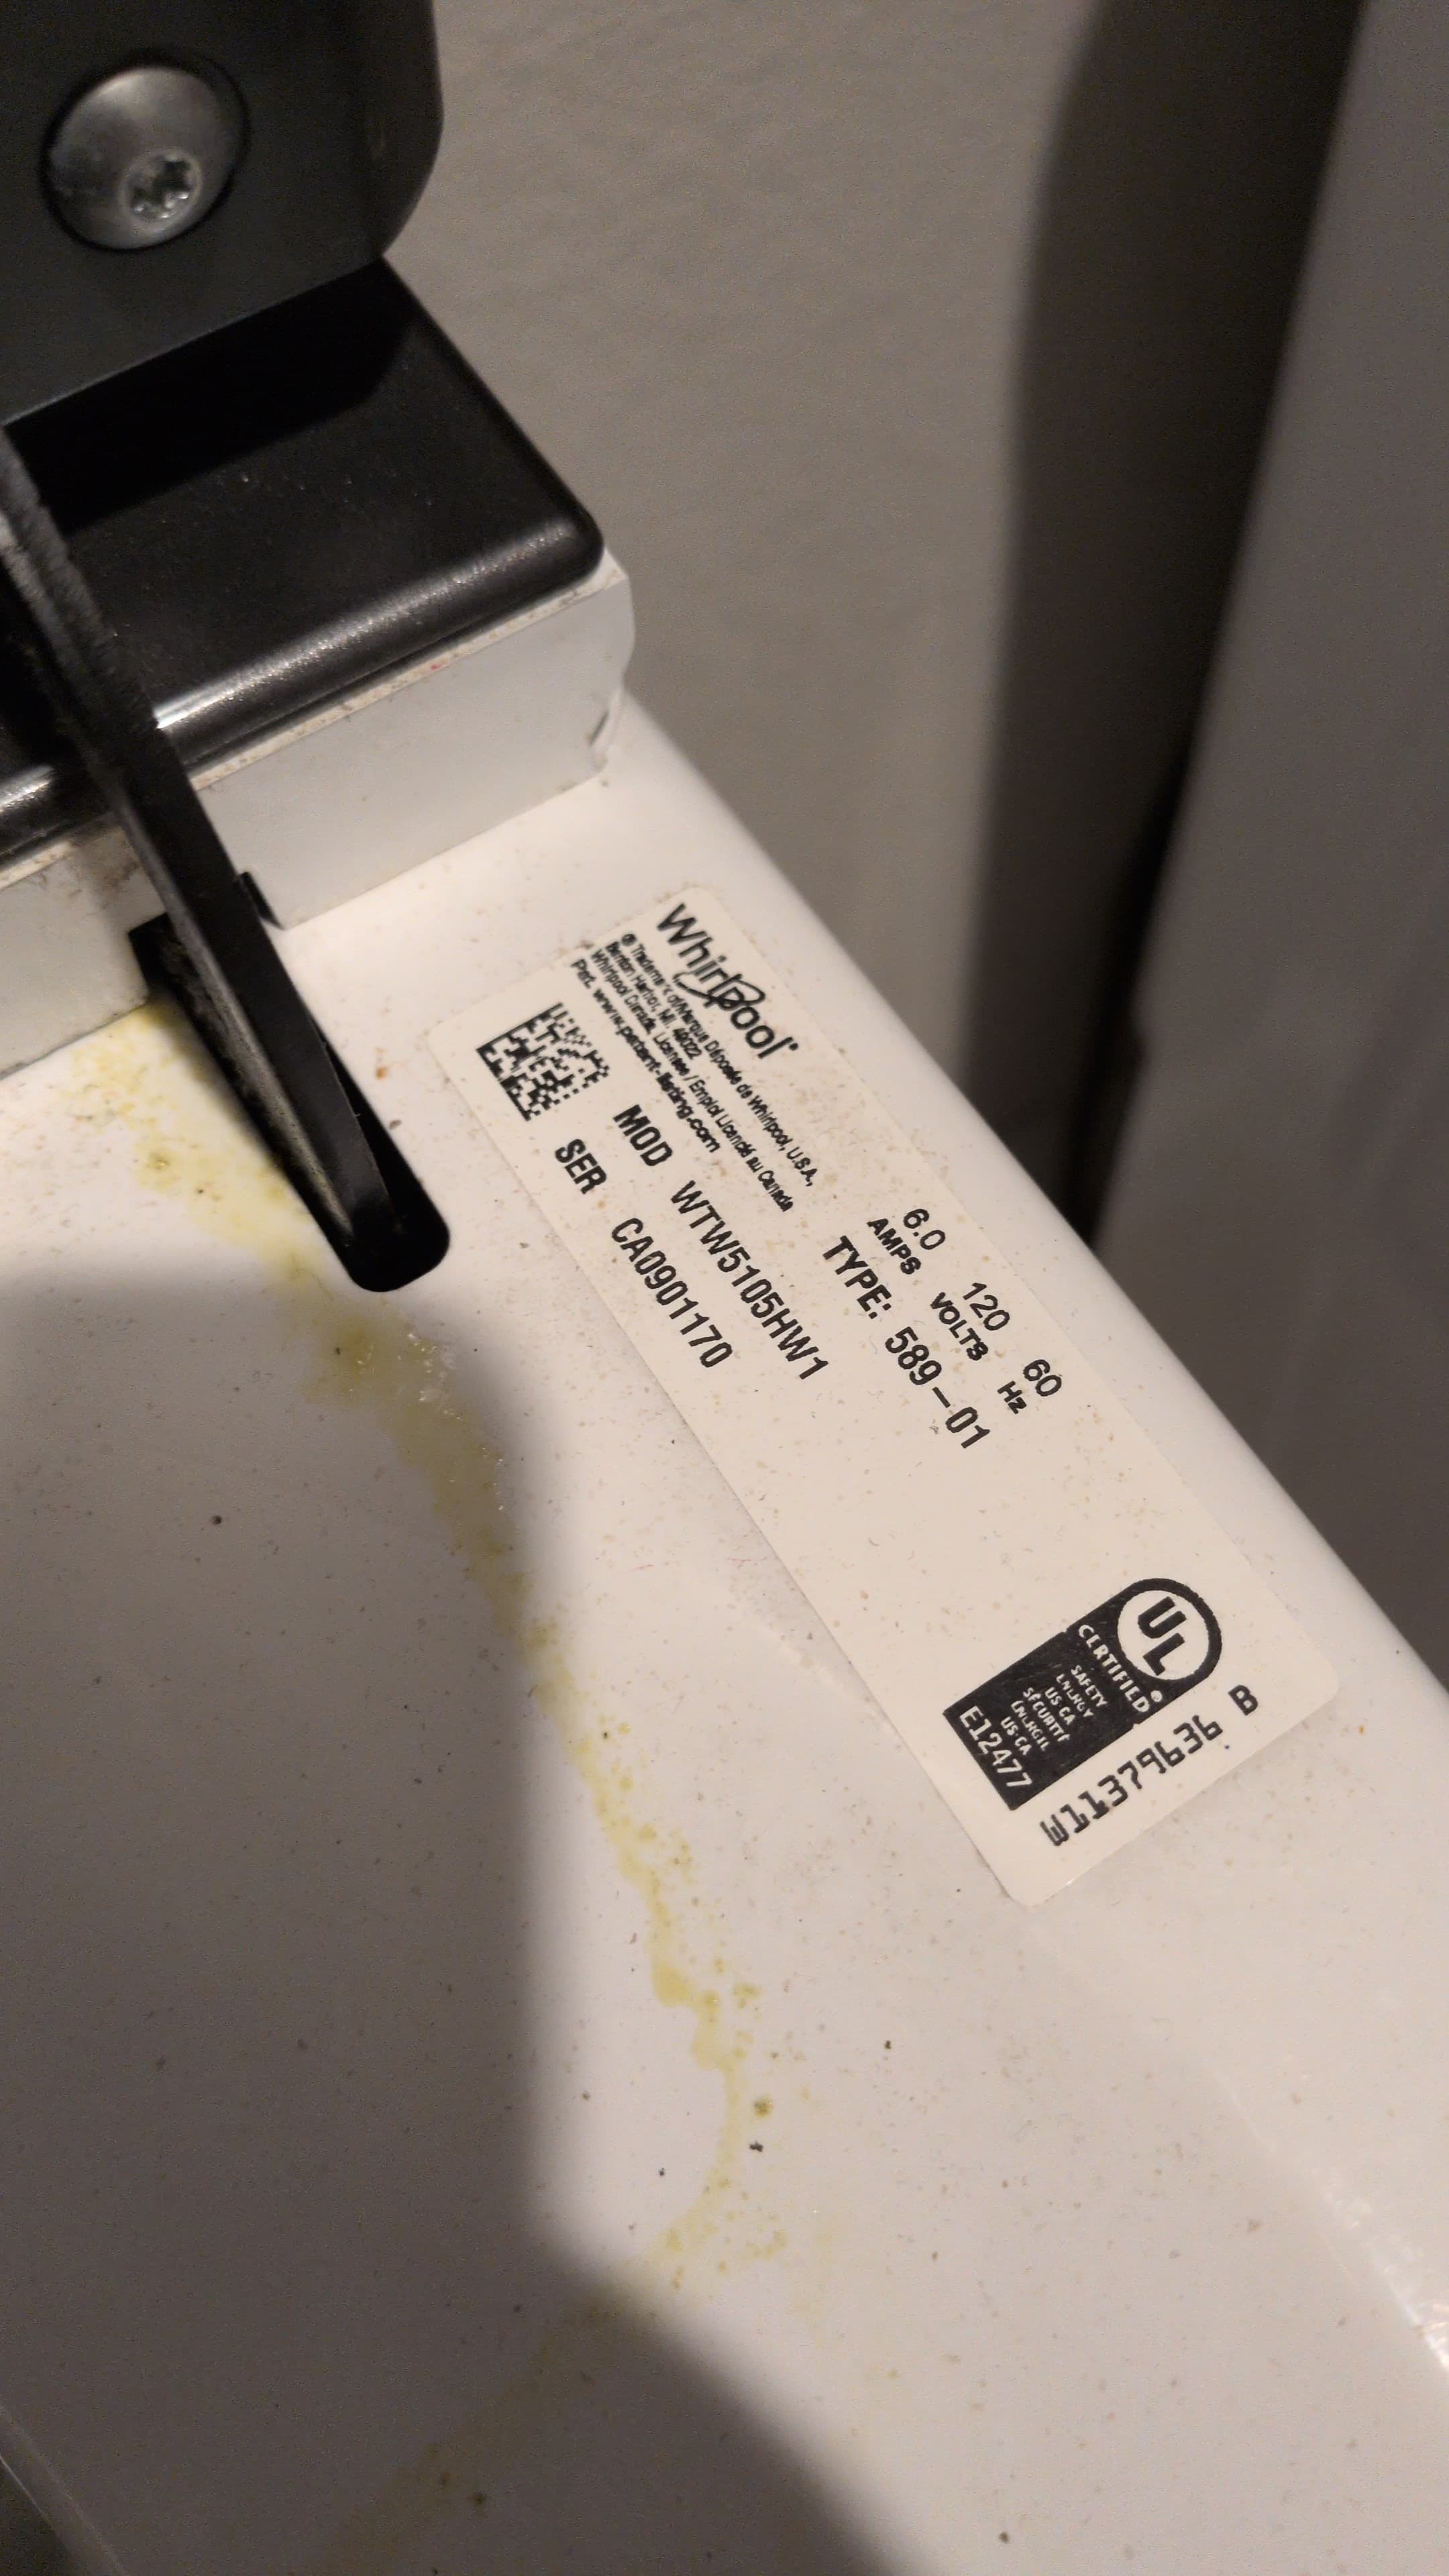 Whirlpool®
® Trademark of/Marque Déposée de Whirlpool, U.S.A.,
Benton Harbor, MI. 49022
Whirlpool Canada, Licensee / Emploi Licencié au Canada
Pat. www.patent-listing.com
6.0 120 60
AMPS VOLTS Hz
TYPE: 589-01
MOD WTW5105HW1
SER CA0901170
UL
CERTIFIED®
SAFETY
ENERGY
US CA
SÉCURITÉ
ÉNERGIE
US CA
E12477
W11379636 B